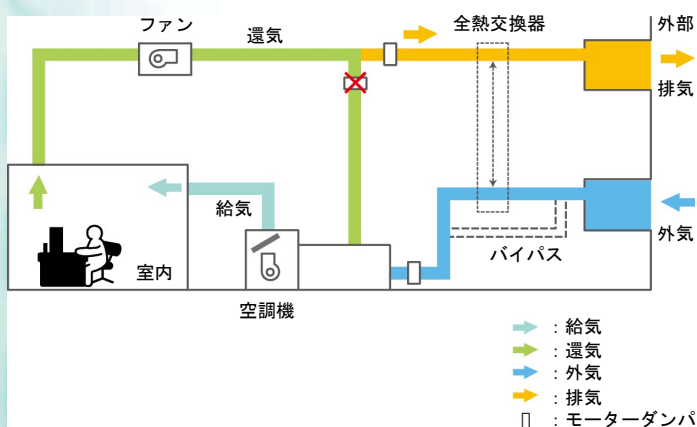 ファン
還気
全熱交換器
外部
排気
給気
外気
バイパス
室内
空調機
：給気
：還気
：外気
：排気
：モーターダンパ